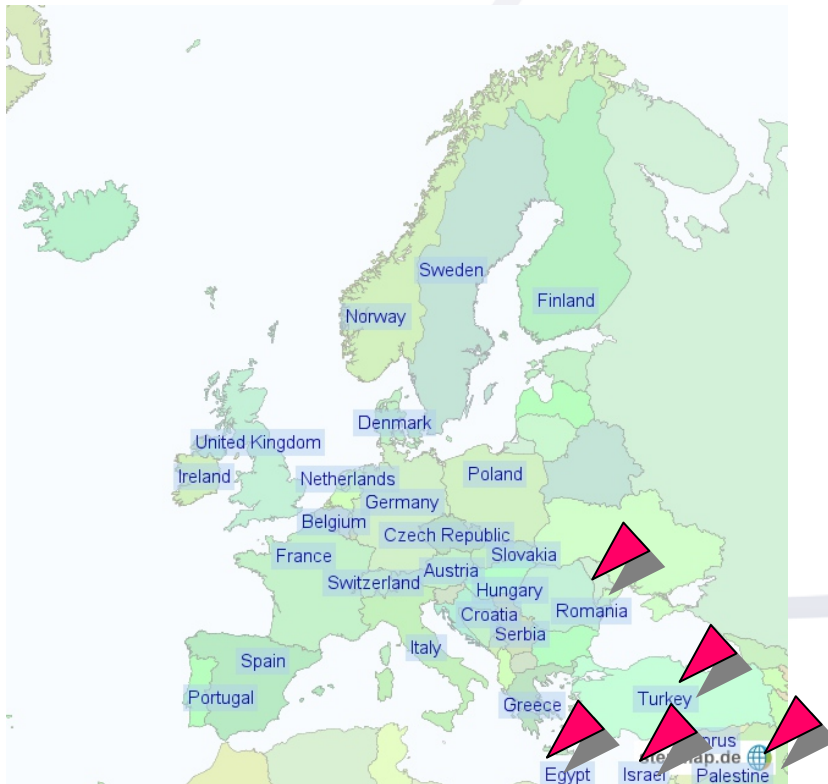 Sweden
Finland
Norway
Denmark
United Kingdom
Ireland
Netherlands
Poland
Germany
Belgium
Czech Republic
France
Slovakia
Austria
Switzerland
Hungary
Croatia
Romania
Serbia
Italy
Spain
Portugal
Turkey
Greece
Egypt
Israel
Palestine